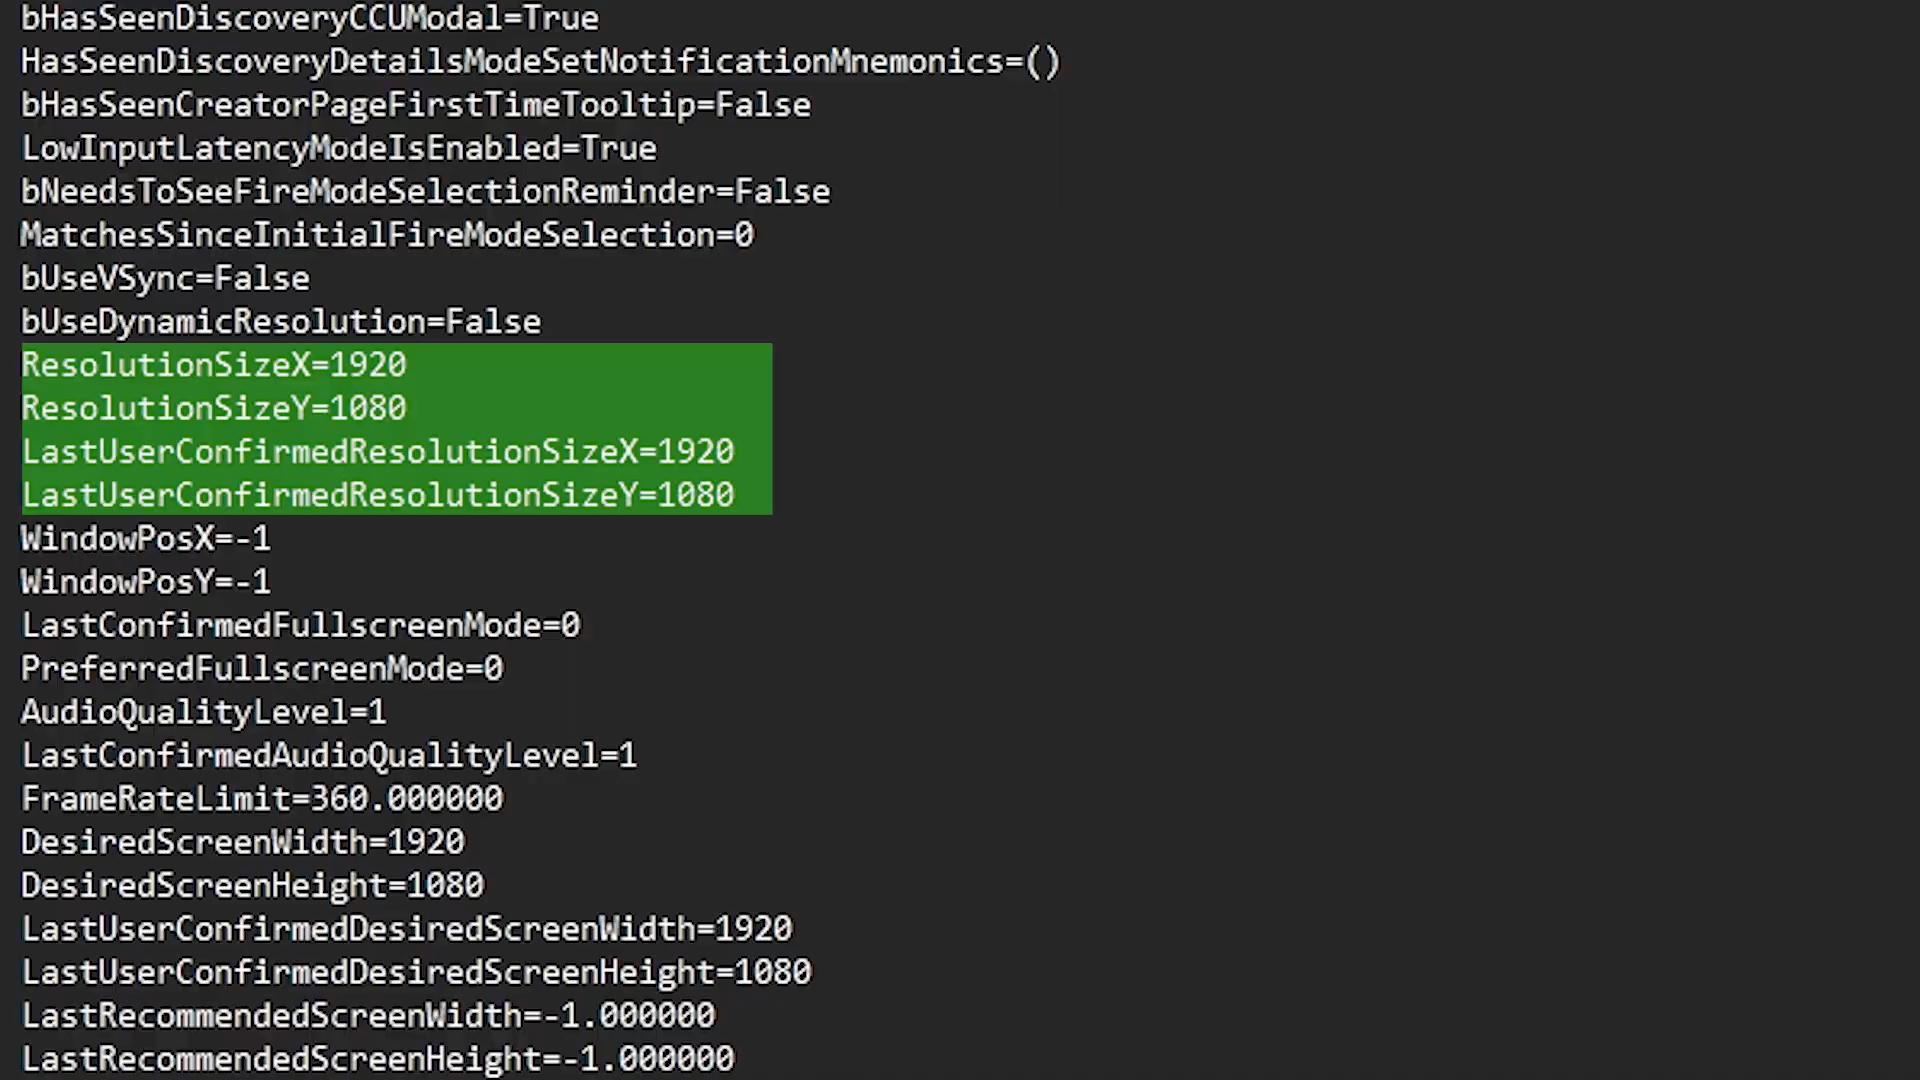 bHasSeenDiscoveryCCUModal=True
HasSeenDiscoveryDetailsModeSetNotificationMnemonics=()
bHasSeenCreatorPageFirstTimeTooltip=False
LowInputLatencyModeIsEnabled=True
bNeedsToSeeFireModeSelectionReminder=False
MatchesSinceInitialFireModeSelection=0
bUseVSync=False
bUseDynamicResolution=False
ResolutionSizeX=1920
ResolutionSizeY=1080
LastUserConfirmedResolutionSizeX=1920
LastUserConfirmedResolutionSizeY=1080
WindowPosX=-1
WindowPosY=-1
LastConfirmedFullscreenMode=0
PreferredFullscreenMode=0
AudioQualityLevel=1
LastConfirmedAudioQualityLevel=1
FrameRateLimit=360.000000
DesiredScreenWidth=1920
DesiredScreenHeight=1080
LastUserConfirmedDesiredScreenWidth=1920
LastUserConfirmedDesiredScreenHeight=1080
LastRecommendedScreenWidth=-1.000000
LastRecommendedScreenHeight=-1.000000